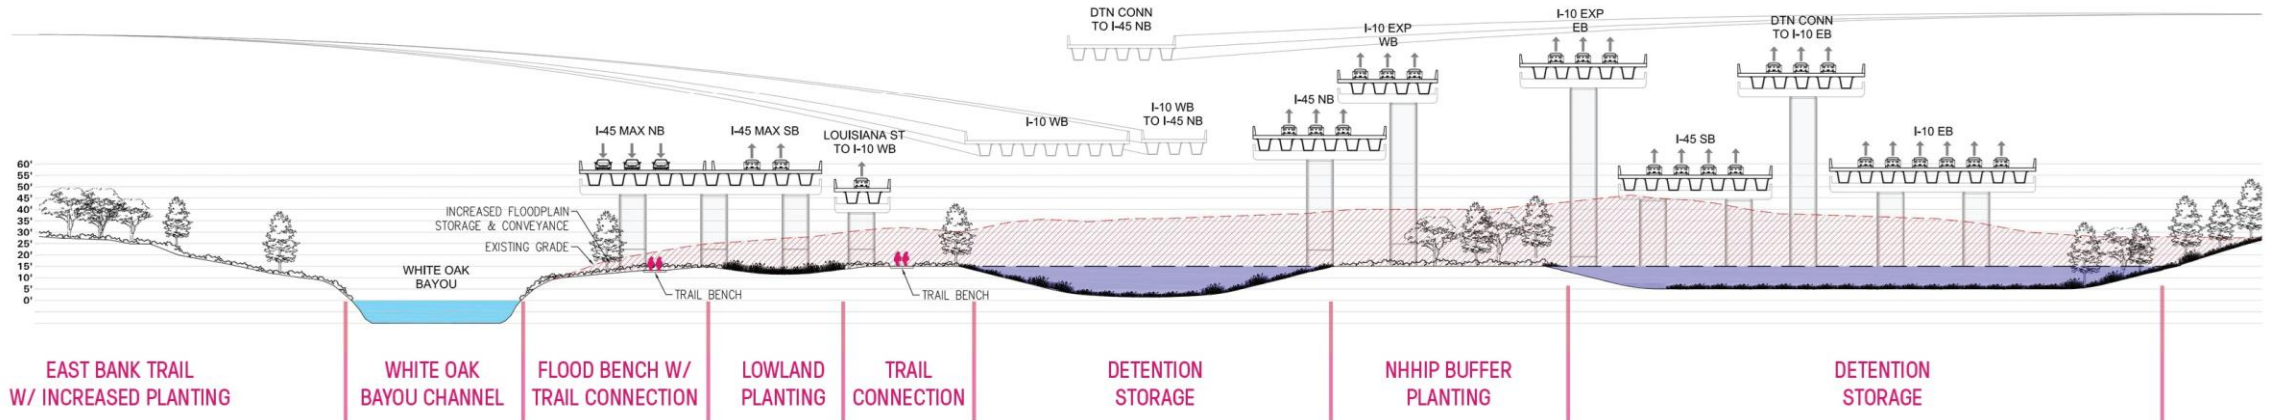 DTN CONN
TO I-45 NB
I-10 EXP
WB
I-10 EXP
EB
DTN CONN
TO I-10 EB
I-45 MAX NB
I-45 MAX SB
LOUISIANA ST
TO I-10 WB
I-10 WB
I-10 WB
TO I-45 NB
I-45 NB
I-45 SB
I-10 EB
60'
55'
50'
45'
40'
35'
30'
25'
20'
15'
10'
5'
0'
INCREASED FLOODPLAIN
STORAGE & CONVEYANCE
EXISTING GRADE
WHITE OAK
BAYOU
TRAIL BENCH
TRAIL BENCH
EAST BANK TRAIL
W/ INCREASED PLANTING
WHITE OAK
BAYOU CHANNEL
FLOOD BENCH W/
TRAIL CONNECTION
LOWLAND
PLANTING
TRAIL
CONNECTION
DETENTION
STORAGE
NHHIP BUFFER
PLANTING
DETENTION
STORAGE